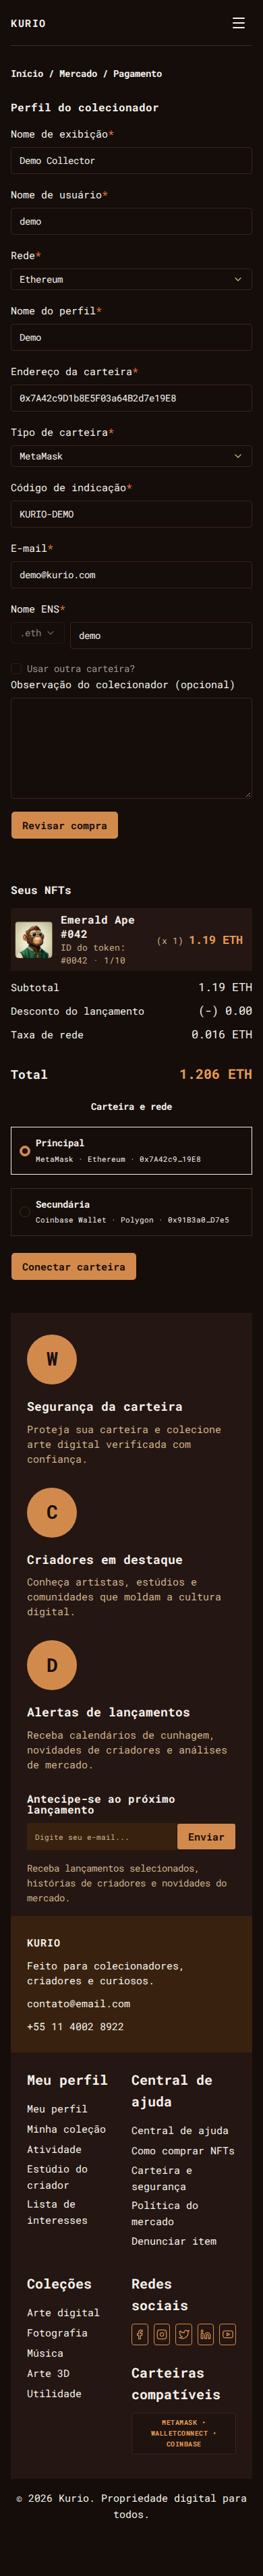 KURIO
Início / Mercado / Pagamento
Perfil do colecionador
Nome de exibição*
Demo Collector
Nome de usuário*
demo
Rede*
Ethereum
Nome do perfil*
Demo
Endereço da carteira*
0x7A42c9D1b8E5F03a64B2d7e19E8
Tipo de carteira*
MetaMask
Código de indicação*
KURIO-DEMO
E-mail*
demo@kurio.com
Nome ENS*
.eth demo
Usar outra carteira?
Observação do colecionador (opcional)
Revisar compra
Seus NFTs
Emerald Ape
#042
ID do token:
#0042 · 1/10
(x 1) 1.19 ETH
Subtotal 1.19 ETH
Desconto do lançamento (-) 0.00
Taxa de rede 0.016 ETH
Total 1.206 ETH
Carteira e rede
Principal
MetaMask · Ethereum · 0x7A42c9…19E8
Secundária
Coinbase Wallet · Polygon · 0x91B3a0…D7e5
Conectar carteira
W
Segurança da carteira
Proteja sua carteira e colecione
arte digital verificada com
confiança.
C
Criadores em destaque
Conheça artistas, estúdios e
comunidades que moldam a cultura
digital.
D
Alertas de lançamentos
Receba calendários de cunhagem,
novidades de criadores e análises
de mercado.
Antecipe-se ao próximo
lançamento
Digite seu e-mail... Enviar
Receba lançamentos selecionados,
histórias de criadores e novidades do
mercado.
KURIO
Feito para colecionadores,
criadores e curiosos.
contato@email.com
+55 11 4002 8922
Meu perfil
Meu perfil
Minha coleção
Atividade
Estúdio do
criador
Lista de
interesses
Central de
ajuda
Central de ajuda
Como comprar NFTs
Carteira e
segurança
Política do
mercado
Denunciar item
Coleções
Arte digital
Fotografia
Música
Arte 3D
Utilidade
Redes
sociais
Carteiras
compatíveis
METAMASK •
WALLETCONNECT •
COINBASE
© 2026 Kurio. Propriedade digital para
todos.